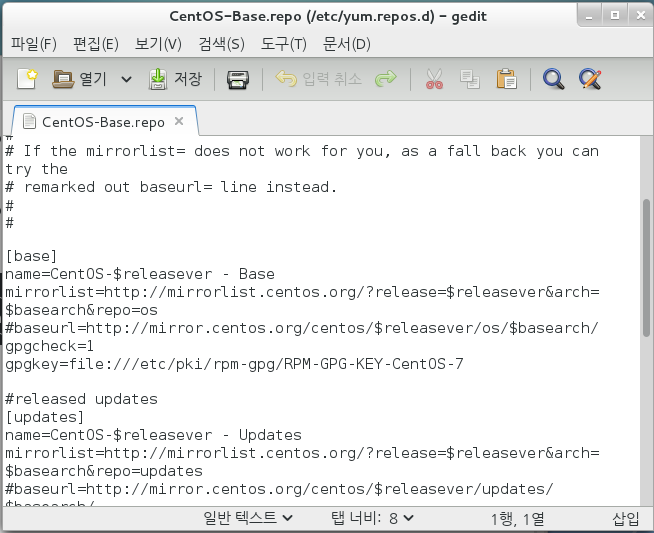 CentOS-Base.repo (/etc/yum.repos.d) - gedit
파일(F) 편집(E) 보기(V) 검색(S) 도구(T) 문서(D)
열기 저장 입력 취소
CentOS-Base.repo
#
# If the mirrorlist= does not work for you, as a fall back you can
try the
# remarked out baseurl= line instead.
#
#
[base]
name=CentOS-$releasever - Base
mirrorlist=http://mirrorlist.centos.org/?release=$releasever&arch=
$basearch&repo=os
#baseurl=http://mirror.centos.org/centos/$releasever/os/$basearch/
gpgcheck=1
gpgkey=file:///etc/pki/rpm-gpg/RPM-GPG-KEY-CentOS-7
#released updates
[updates]
name=CentOS-$releasever - Updates
mirrorlist=http://mirrorlist.centos.org/?release=$releasever&arch=
$basearch&repo=updates
#baseurl=http://mirror.centos.org/centos/$releasever/updates/
$basearch/
일반 텍스트 탭 너비: 8 1행, 1열 삽입